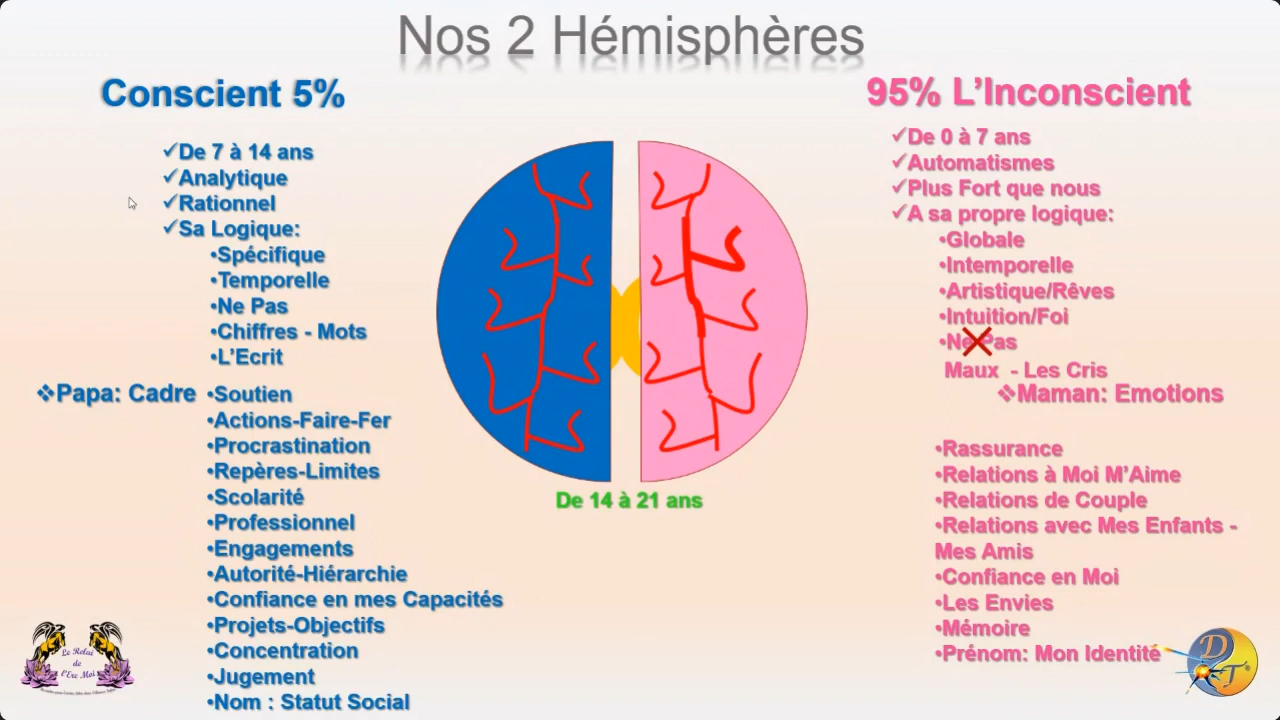 Nos 2 Hémisphères
Conscient 5%
De 7 à 14 ans
Analytique
Rationnel
Sa Logique:
•Spécifique
•Temporelle
•Ne Pas
•Chiffres - Mots
•L'Ecrit
Papa: Cadre
•Soutien
•Actions-Faire-Fer
•Procrastination
•Repères-Limites
•Scolarité
•Professionnel
•Engagements
•Autorité-Hiérarchie
•Confiance en mes Capacités
•Projets-Objectifs
•Concentration
•Jugement
•Nom : Statut Social
De 14 à 21 ans
95% L'Inconscient
De 0 à 7 ans
Automatismes
Plus Fort que nous
A sa propre logique:
•Globale
•Intemporelle
•Artistique/Rêves
•Intuition/Foi
•Ne Pas
Maux - Les Cris
Maman: Emotions
•Rassurance
•Relations à Moi M'Aime
•Relations de Couple
•Relations avec Mes Enfants -
Mes Amis
•Confiance en Moi
•Les Envies
•Mémoire
•Prénom: Mon Identité
Le Relai
de
l'Ere Moi